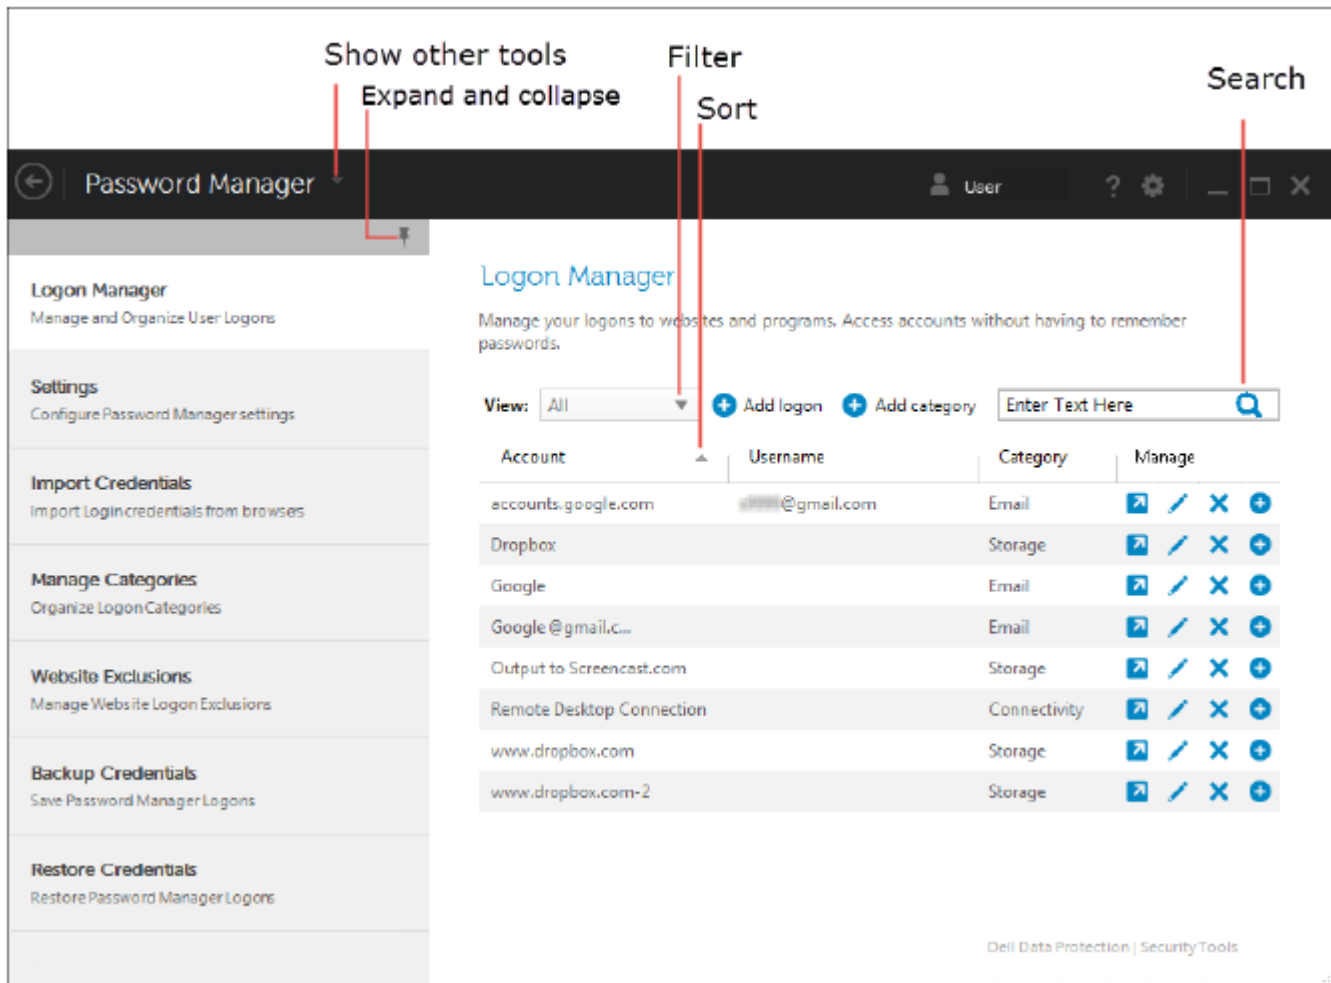 Show other tools
Filter
Search
Expand and collapse
Sort
Password Manager
User
?
Logon Manager
Manage and Organize User Logons
Settings
Configure Password Manager settings
Import Credentials
Import Login credentials from browsers
Manage Categories
Organize Logon Categories
Website Exclusions
Manage Website Logon Exclusions
Backup Credentials
Save Password Manager Logons
Restore Credentials
Restore Password Manager Logons
Logon Manager
Manage your logons to websites and programs. Access accounts without having to remember
passwords.
View: All Add logon Add category Enter Text Here
Account Username Category Manage
accounts.google.com @gmail.com Email
Dropbox Storage
Google Email
Google @gmail.c... Email
Output to Screencast.com Storage
Remote Desktop Connection Connectivity
www.dropbox.com Storage
www.dropbox.com-2 Storage
Dell Data Protection | Security Tools